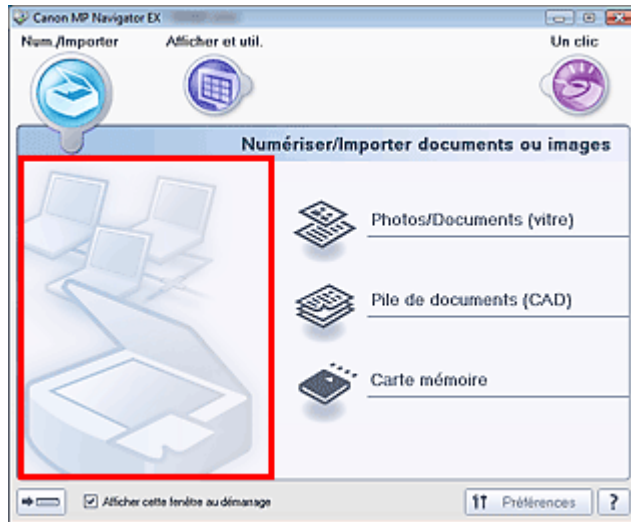 Canon MP Navigator EX
Num./Importer
Afficher et util.
Un clic
Numériser/Importer documents ou images
Photos/Documents (vitre)
Pile de documents (CAD)
Carte mémoire
Afficher cette fenêtre au démarrage
Préférences
?